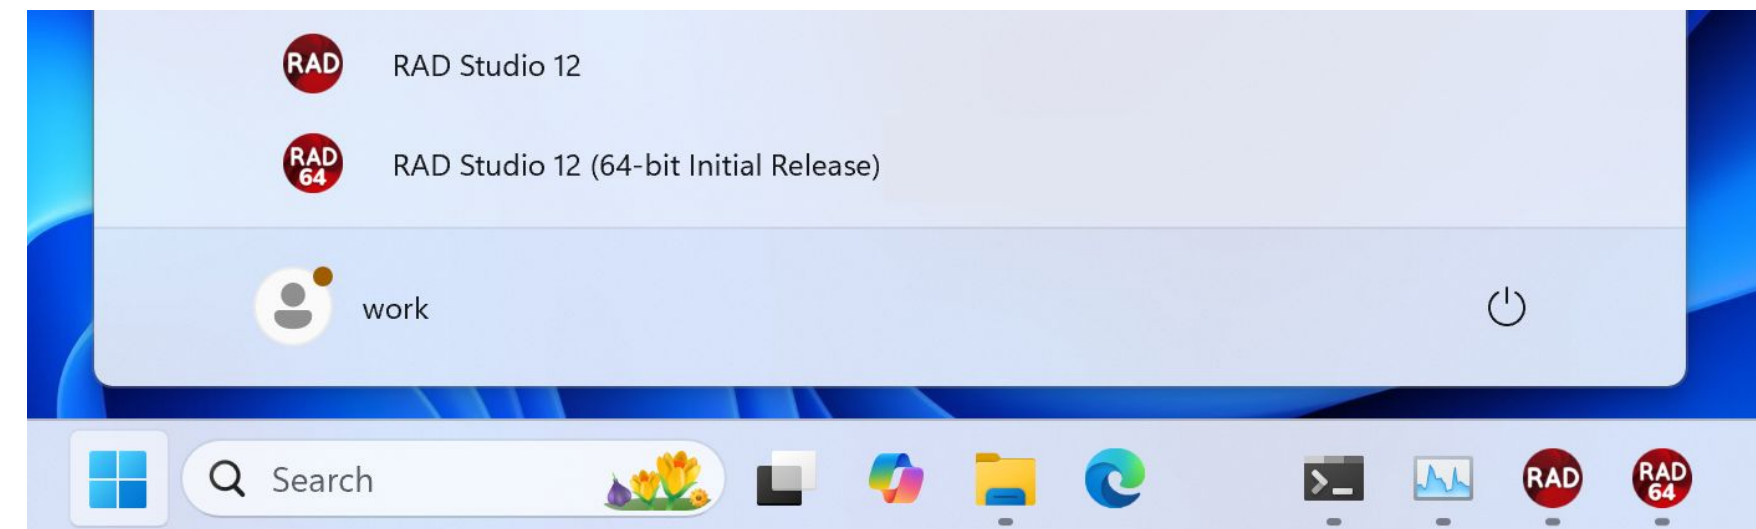 RAD RAD Studio 12
RAD 64 RAD Studio 12 (64-bit Initial Release)
work
Search RAD RAD 64